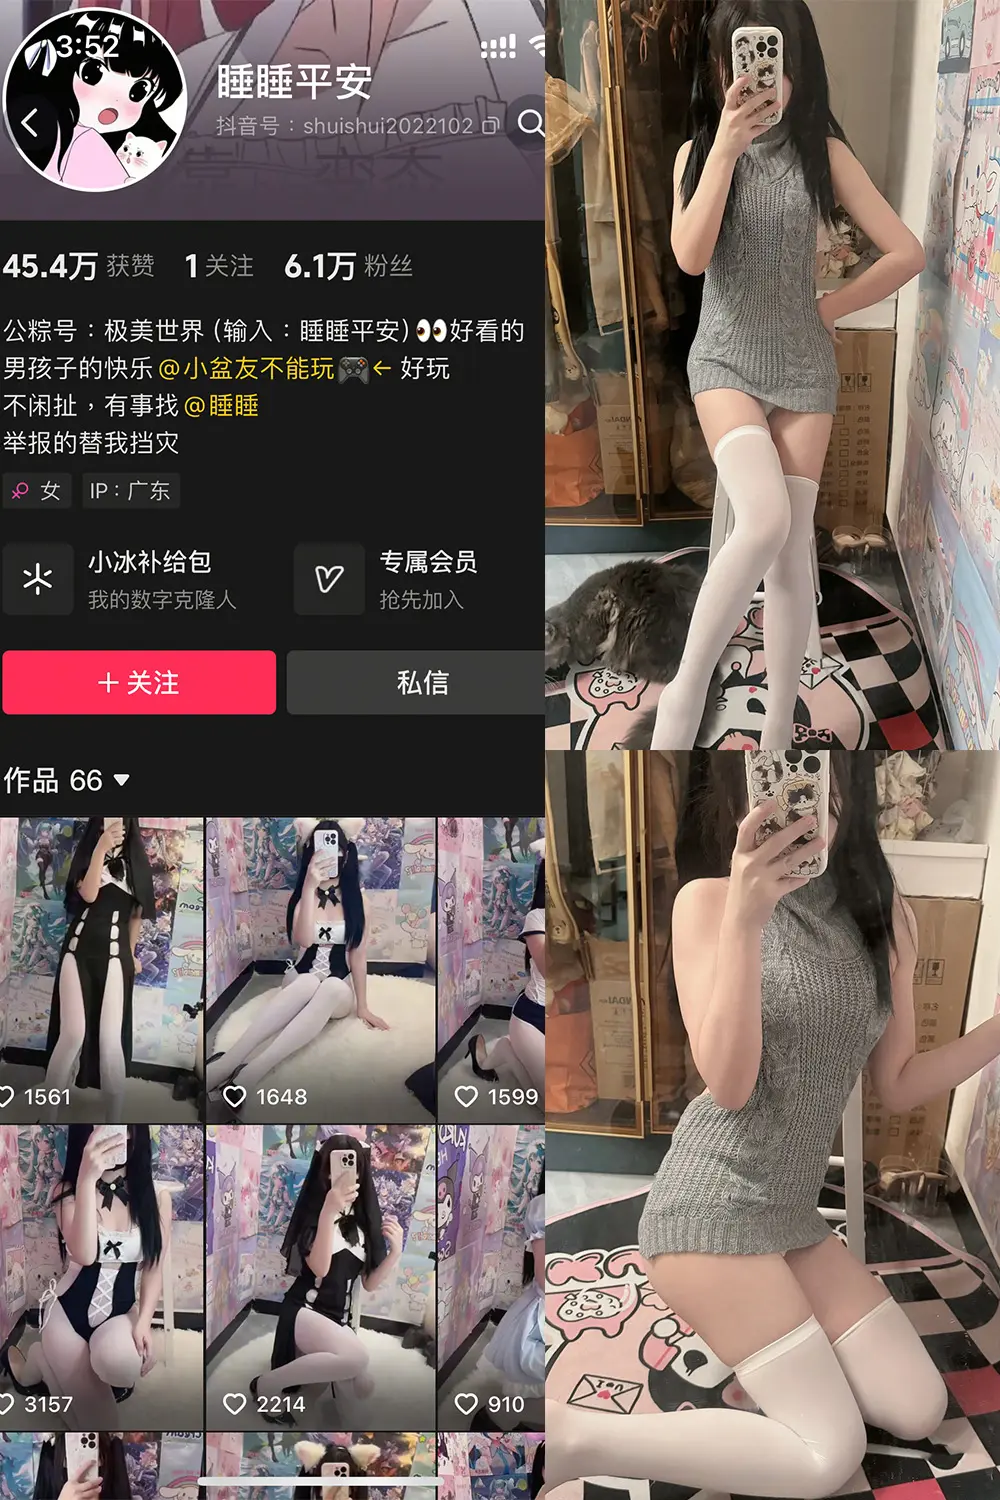 3:52
睡睡平安
抖音号：shuishui2022102
45.4万 获赞 1 关注 6.1万 粉丝
公粽号：极美世界（输入：睡睡平安）👀好看的
男孩子的快乐 @小盆友不能玩🎮← 好玩
不闲扯，有事找 @睡睡
举报的替我挡灾
女 IP：广东
小冰补给包
我的数字克隆人
专属会员
抢先加入
＋关注
私信
作品 66
1561
1648
1599
3157
2214
910